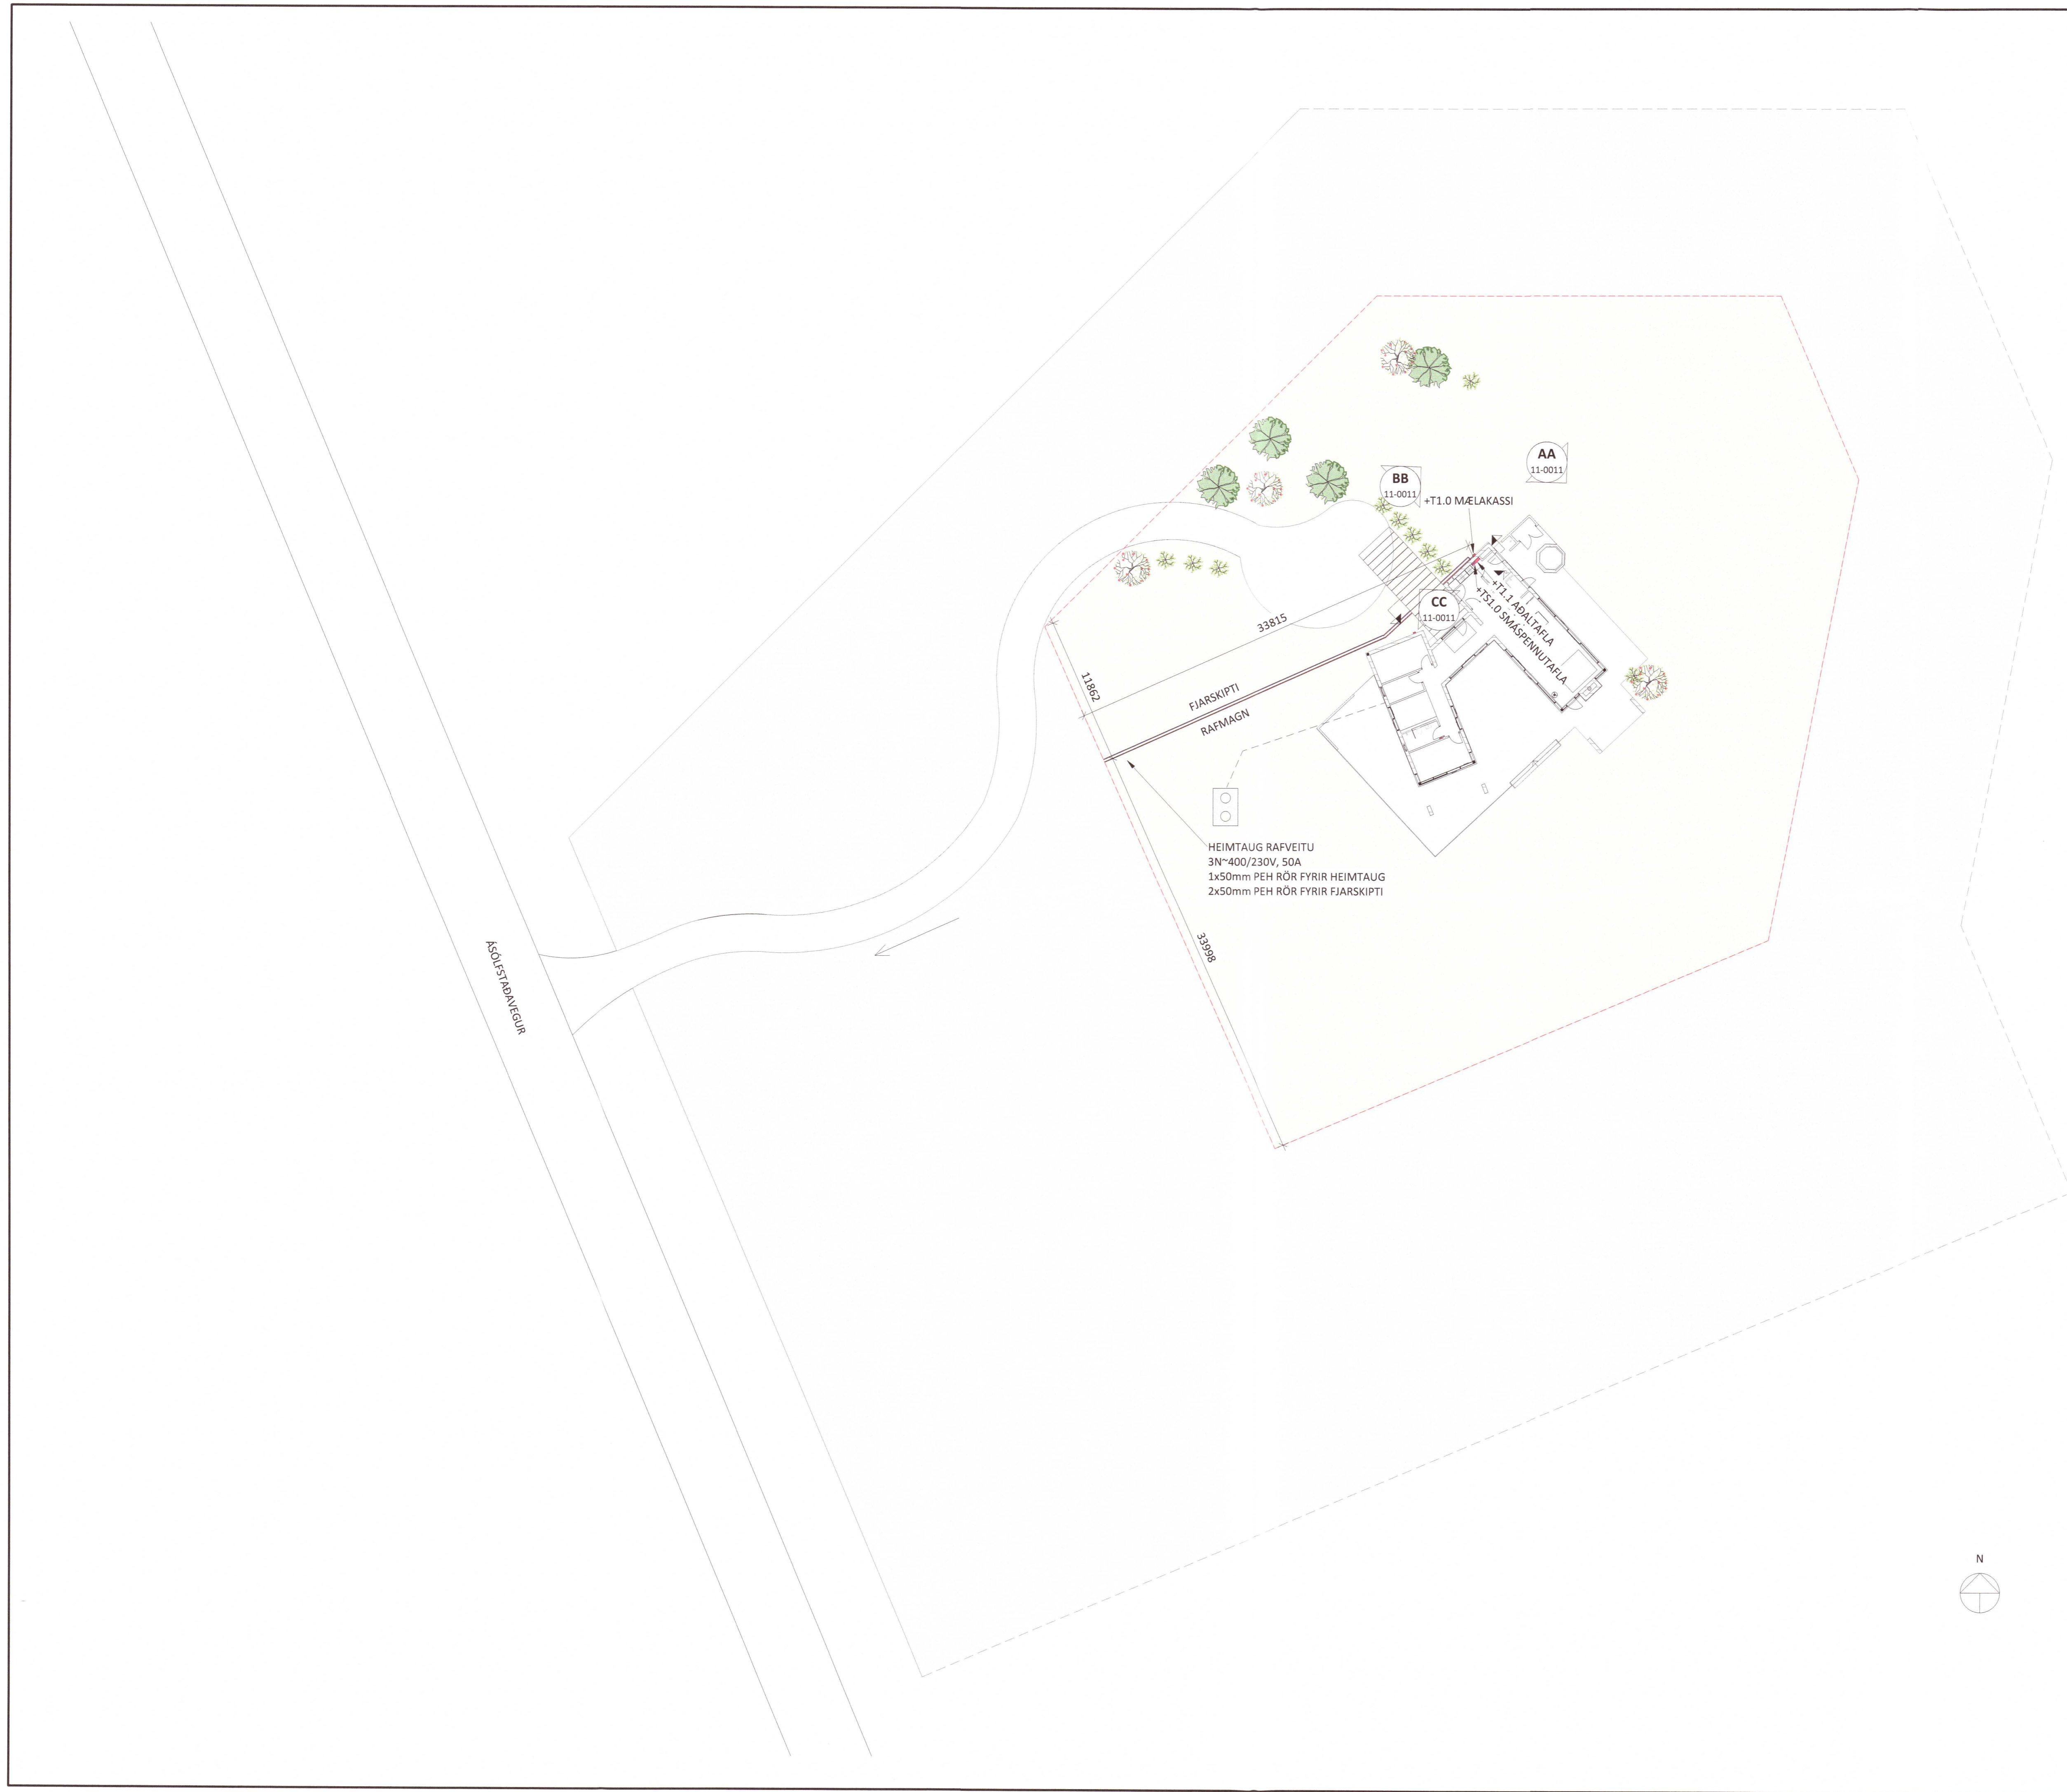 AA
11-0011
BB
11-0011
+T1.0 MÆLAKASSI
+T1.1 AÐALTAFLA
+TS1.0 SMÁSPENNUTAFLA
CC
11-0011
33815
11862
FJARSKIPTI
RAFMAGN
HEIMTAUG RAFVEITU
3N~400/230V, 50A
1x50mm PEH RÖR FYRIR HEIMTAUG
2x50mm PEH RÖR FYRIR FJARSKIPTI
33998
ÁSÓLFSTAÐAVEGUR
N